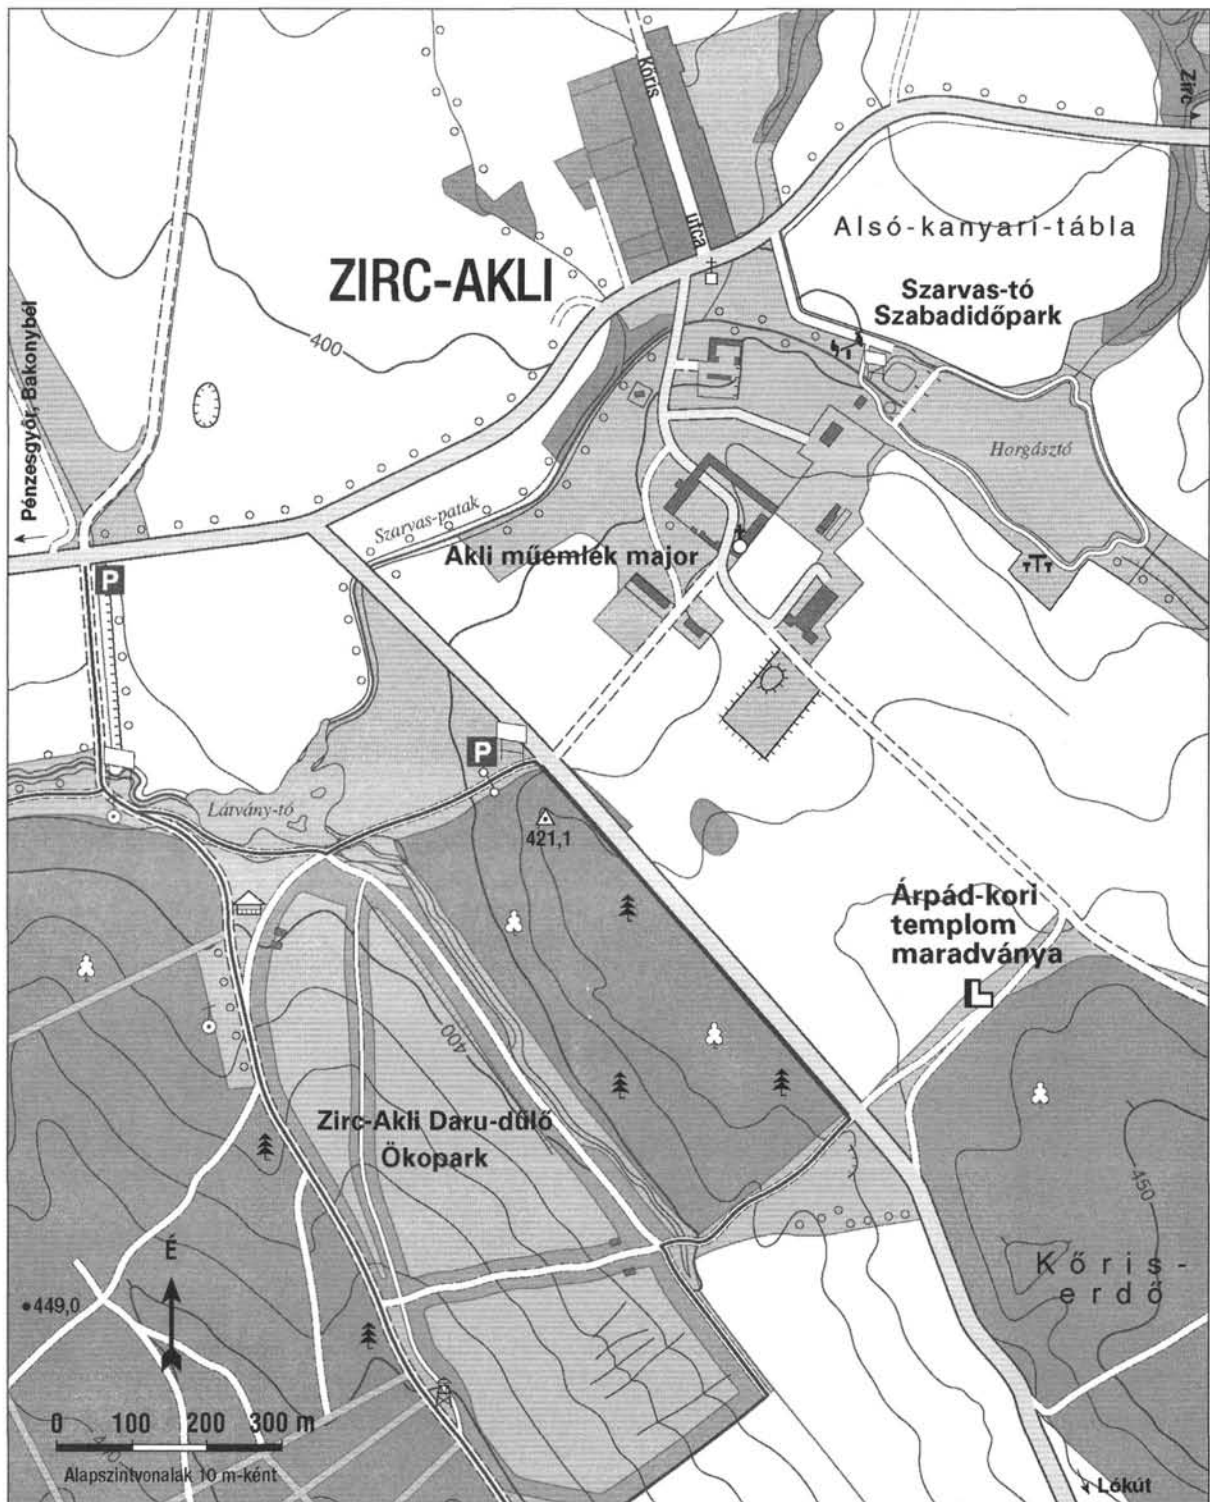 Zirc
Kőris
utca
Alsó-kanyari-tábla
ZIRC-AKLI
Szarvas-tó
Szabadidőpark
400
Pénzesgyőr, Bakonybél
Horgásztó
Szarvas-patak
Akli műemlék major
P
P
Látvány-tó
421,1
Árpád-kori
templom
maradványa
400
Zirc-Akli Daru-dűlő
Ökopark
450
É
Kőris-
erdő
449,0
0 100 200 300 m
Alapszintvonalak 10 m-ként
Lókút